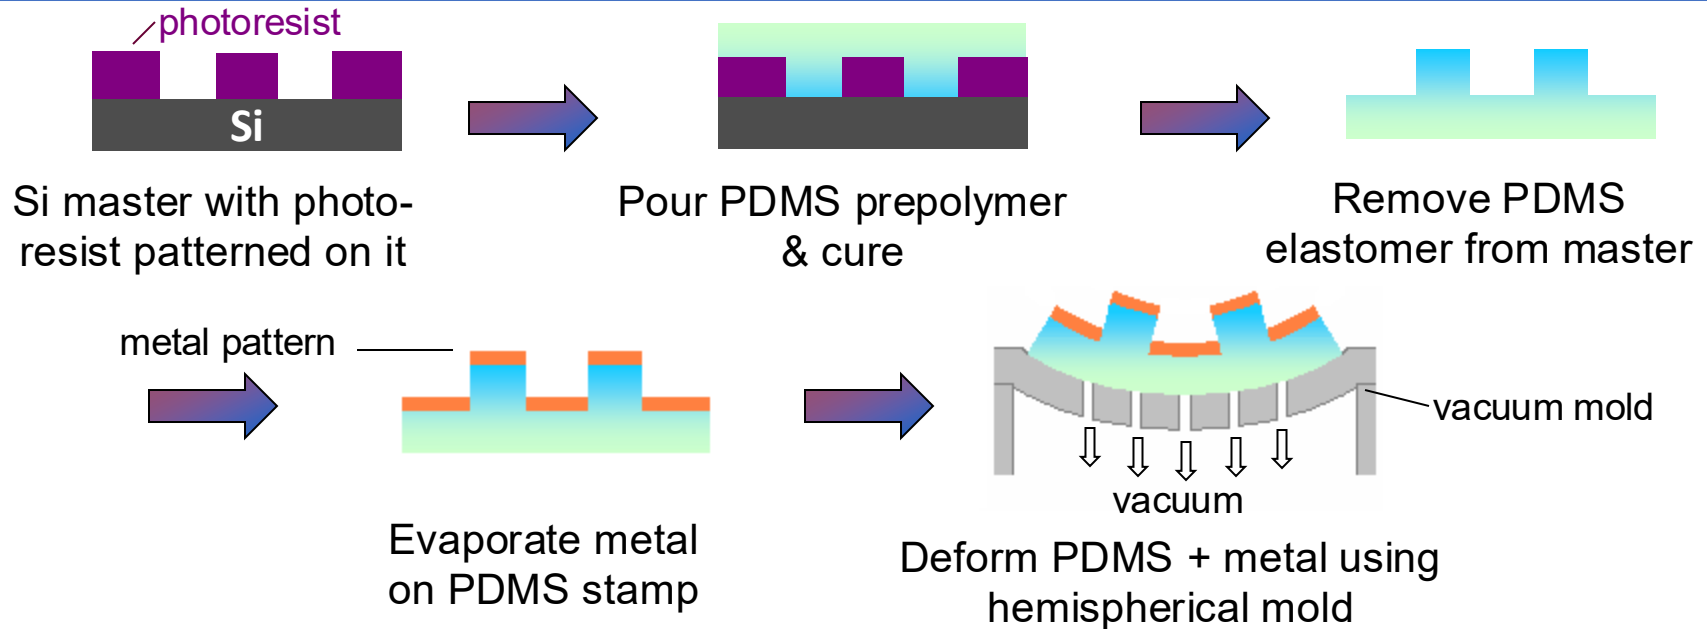 photoresist
Si
Si master with photo-
resist patterned on it
Pour PDMS prepolymer
& cure
Remove PDMS
elastomer from master
metal pattern
Evaporate metal
on PDMS stamp
vacuum mold
vacuum
Deform PDMS + metal using
hemispherical mold